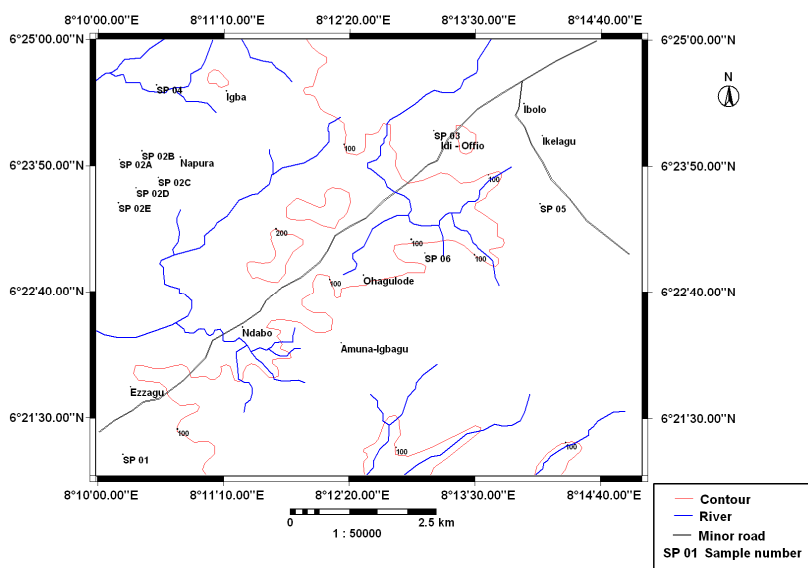 8°10'00.00"E 8°11'10.00"E 8°12'20.00"E 8°13'30.00"E 8°14'40.00"E
6°25'00.00"N 6°25'00.00"N
N
SP 04
Igba
Ibolo
SP 03
Idi - Offio
Ikelagu
100
SP 02B
SP 02A
Napura
6°23'50.00"N 6°23'50.00"N
SP 02C
100
SP 02D
SP 02E
SP 05
200
100
SP 06
100
Ohagulode
100
6°22'40.00"N 6°22'40.00"N
Ndabo
Amuna-Igbagu
Ezzagu
6°21'30.00"N 6°21'30.00"N
100
100
100
SP 01
8°10'00.00"E 8°11'10.00"E 8°12'20.00"E 8°13'30.00"E 8°14'40.00"E
0 2.5 km
1 : 50000
Contour
River
Minor road
SP 01 Sample number